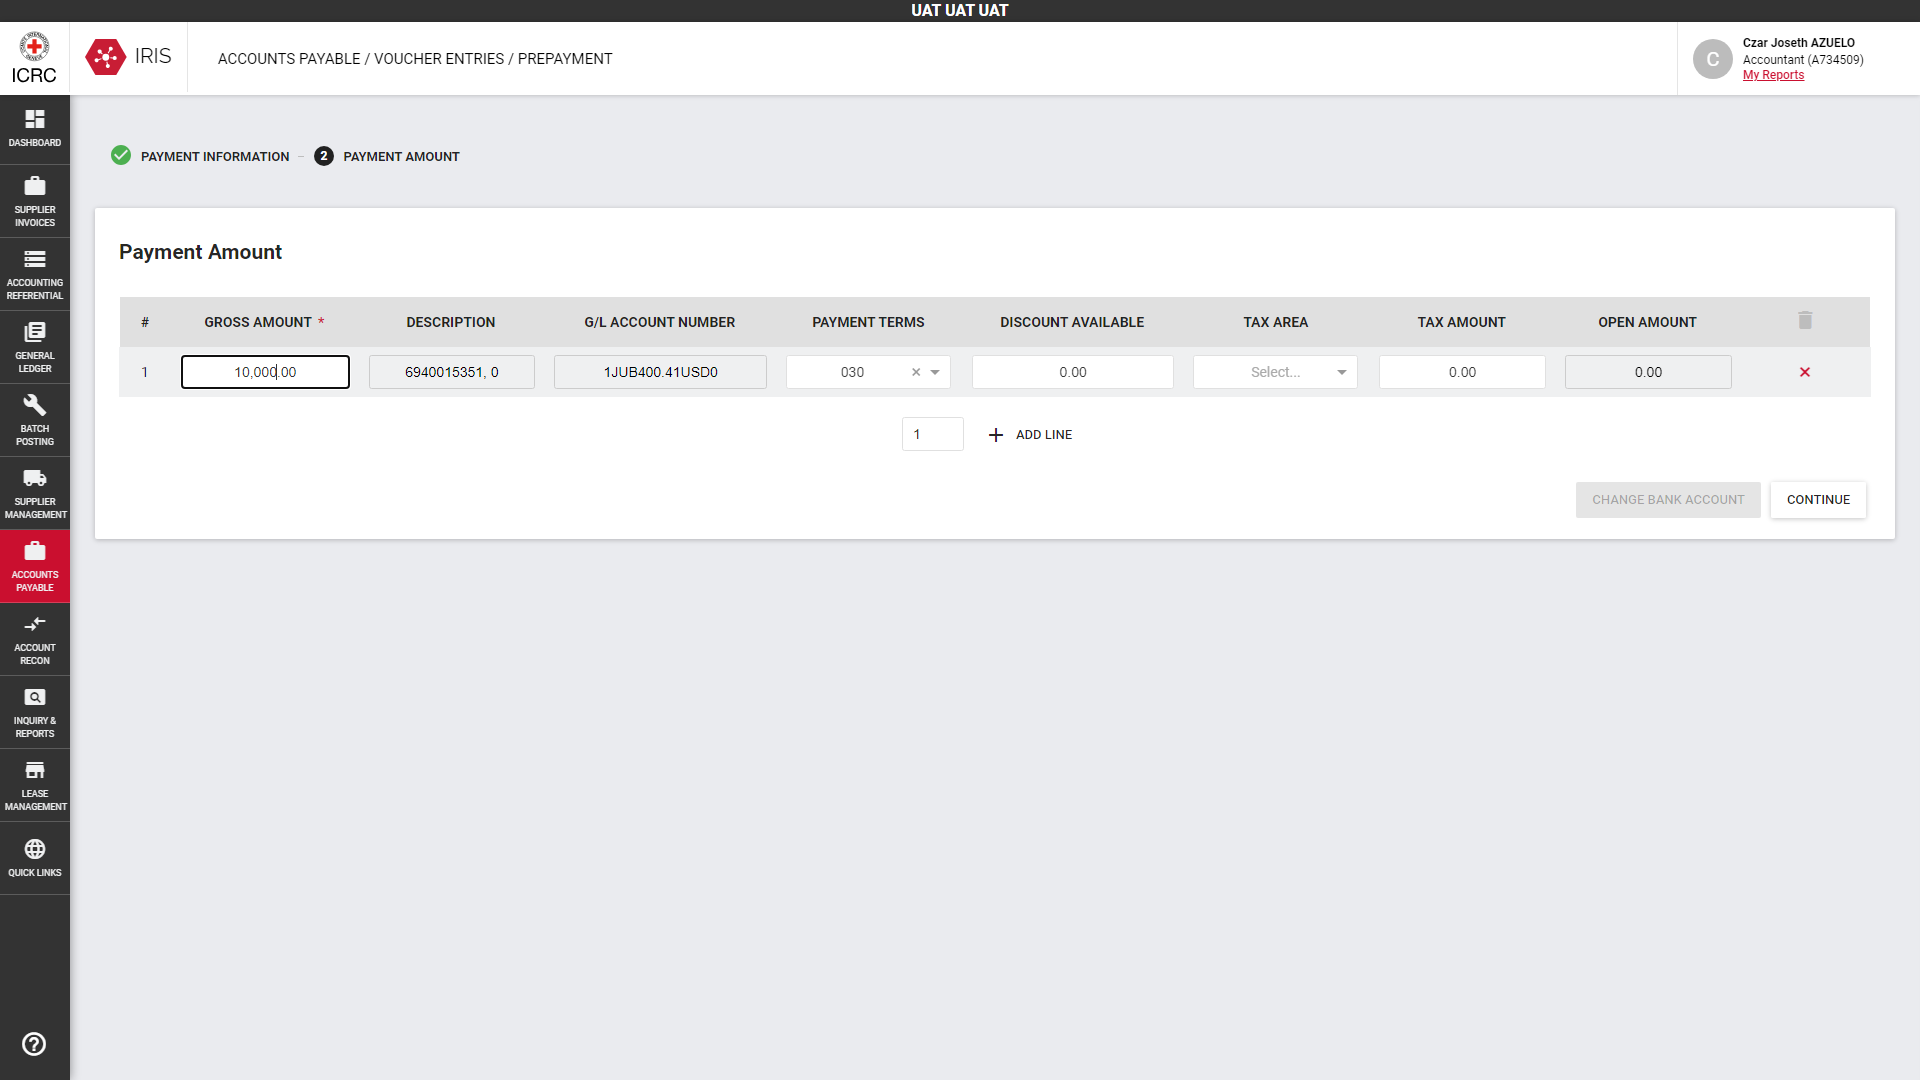 UAT UAT UAT
ICRC
IRIS
ACCOUNTS PAYABLE / VOUCHER ENTRIES / PREPAYMENT
C
Czar Joseth AZUELO
Accountant (A734509)
My Reports
DASHBOARD
SUPPLIER
INVOICES
ACCOUNTING
REFERENTIAL
GENERAL
LEDGER
BATCH
POSTING
SUPPLIER
MANAGEMENT
ACCOUNTS
PAYABLE
ACCOUNT
RECON
INQUIRY &
REPORTS
LEASE
MANAGEMENT
QUICK LINKS
PAYMENT INFORMATION
2 PAYMENT AMOUNT
Payment Amount
# GROSS AMOUNT * DESCRIPTION G/L ACCOUNT NUMBER PAYMENT TERMS DISCOUNT AVAILABLE TAX AREA TAX AMOUNT OPEN AMOUNT
1 10,000.00 6940015351, 0 1JUB400.41USD0 030 0.00 Select... 0.00 0.00
1 ADD LINE
CHANGE BANK ACCOUNT CONTINUE